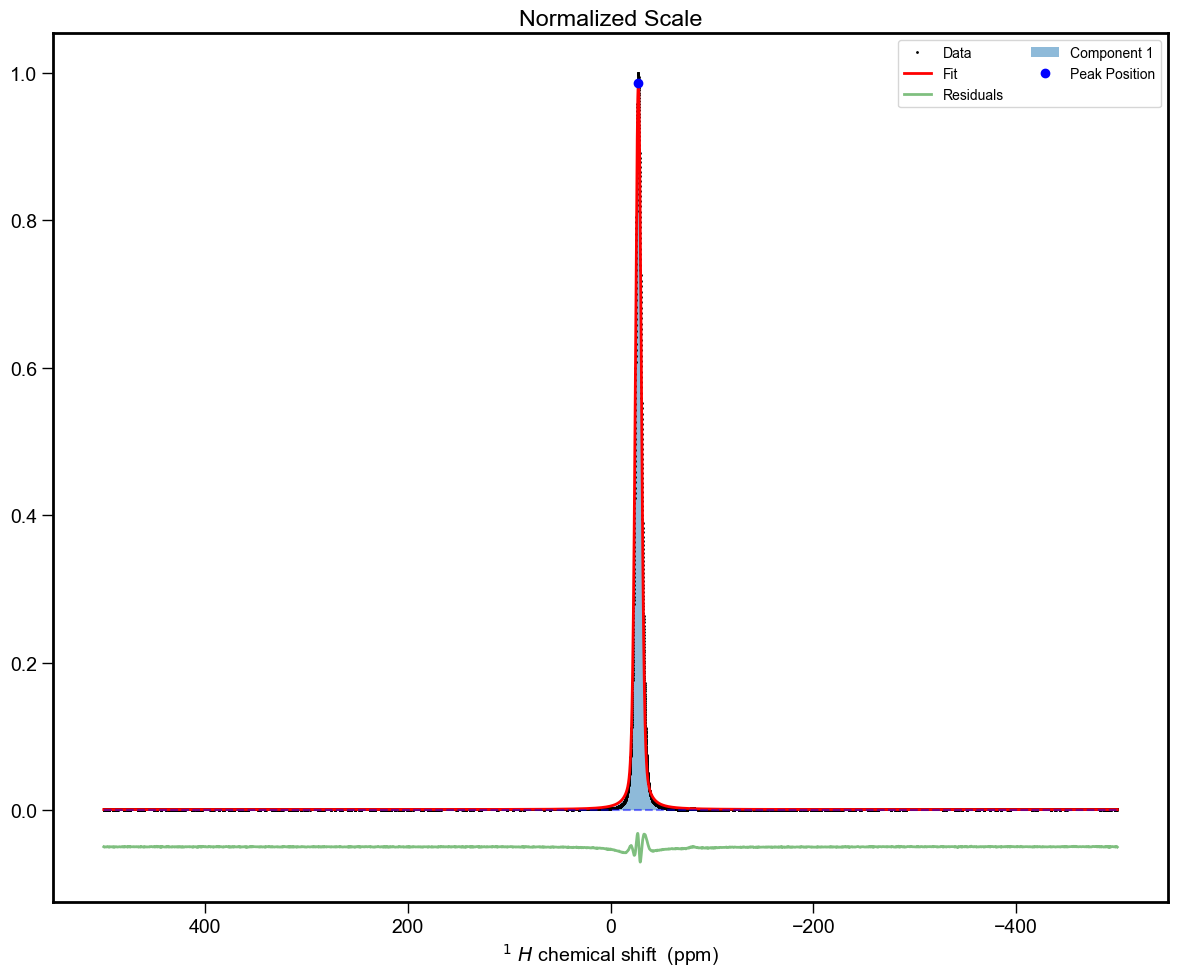 Normalized Scale
Data
Fit
Residuals
Component 1
Peak Position
1.0
0.8
0.6
0.4
0.2
0.0
400
200
0
−200
−400
¹ H chemical shift (ppm)